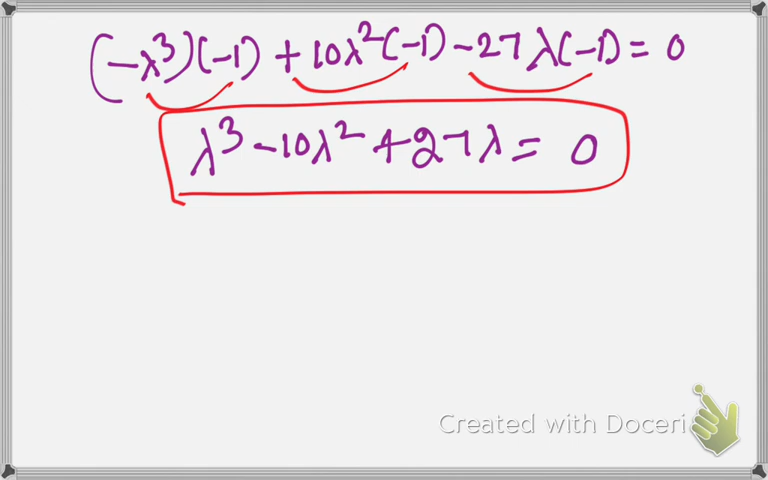 (-λ³)(-1) + 10λ²(-1) - 27λ(-1) = 0
λ³ - 10λ² + 27λ = 0
Created with Doceri